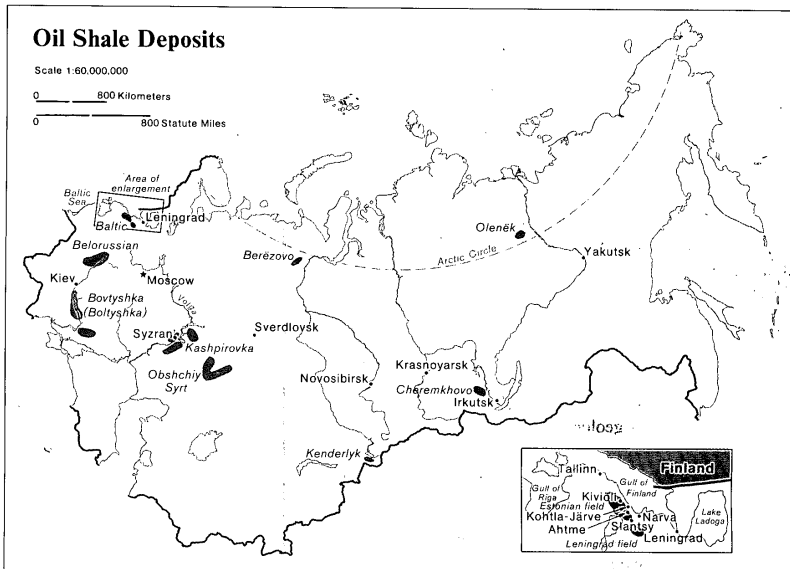 Oil Shale Deposits
Scale 1:60,000,000
0 800 Kilometers
0 800 Statute Miles
Baltic
Sea
Area of
enlargement
Leningrad
Baltic
Belorussian
Kiev
Moscow
Bovtyshka
(Boltyshka)
Volga
Syzran'
Kashpirovka
Obshchiy
Syrt
Sverdlovsk
Berëzovo
Arctic Circle
Olenëk
Yakutsk
Krasnoyarsk
Novosibirsk
Cheremkhovo
Irkutsk
Kenderlyk
Finland
Tallinn
Gulf of
Riga
Gulf of
Finland
Kiviõli
Estonian field
Kohtla-Järve
Ahtme
Narva
Slantsy
Leningrad
Leningrad field
Lake
Ladoga